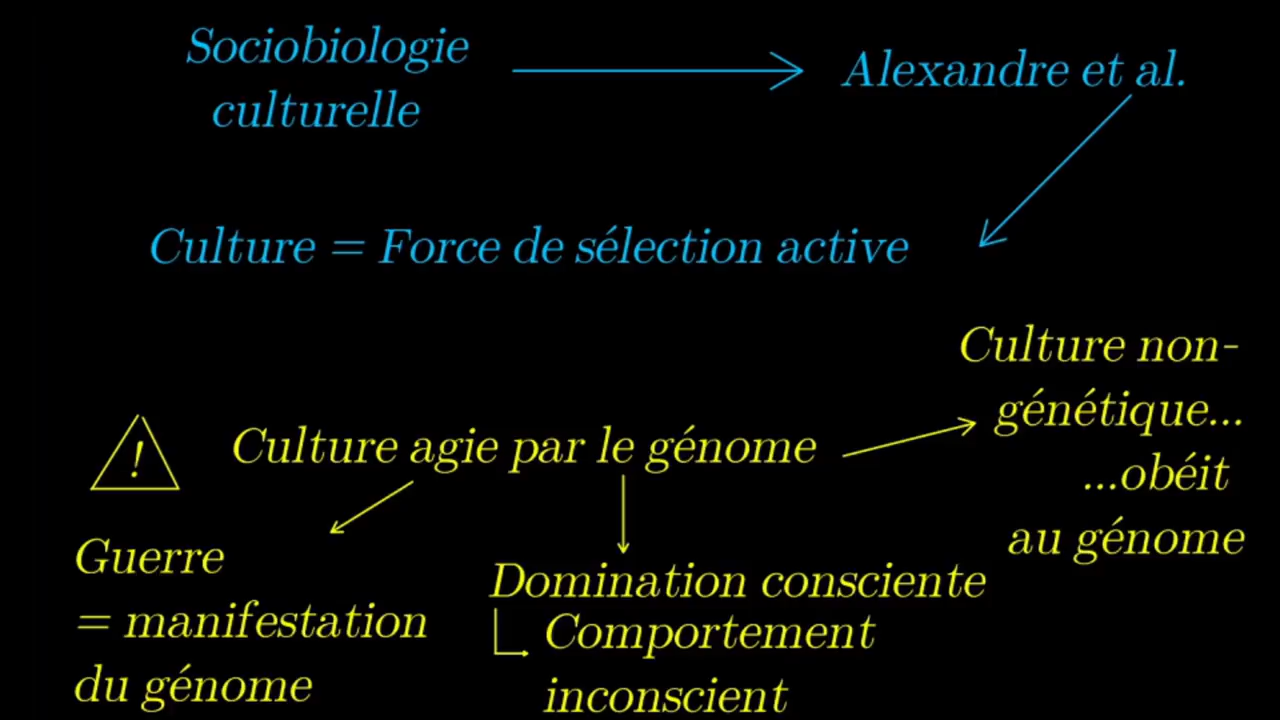 Sociobiologie
culturelle
Alexandre et al.
Culture = Force de sélection active
! Culture agie par le génome
Culture non-
génétique...
...obéit
au génome
Guerre
= manifestation
du génome
Domination consciente
Comportement
inconscient